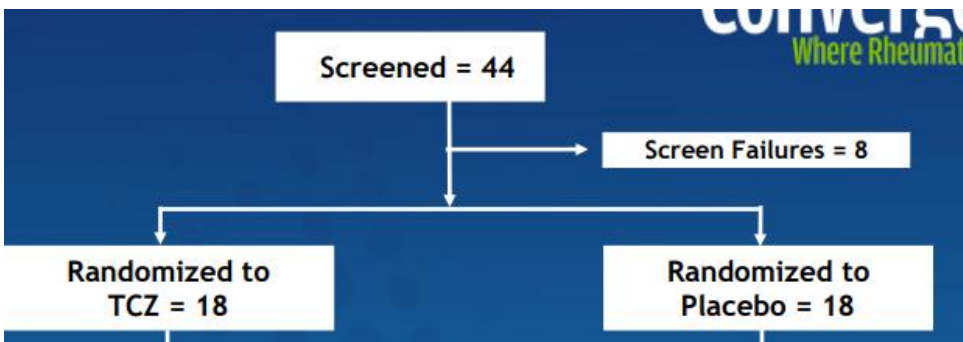 Where Rheumat
Screened = 44
Screen Failures = 8
Randomized to
TCZ = 18
Randomized to
Placebo = 18